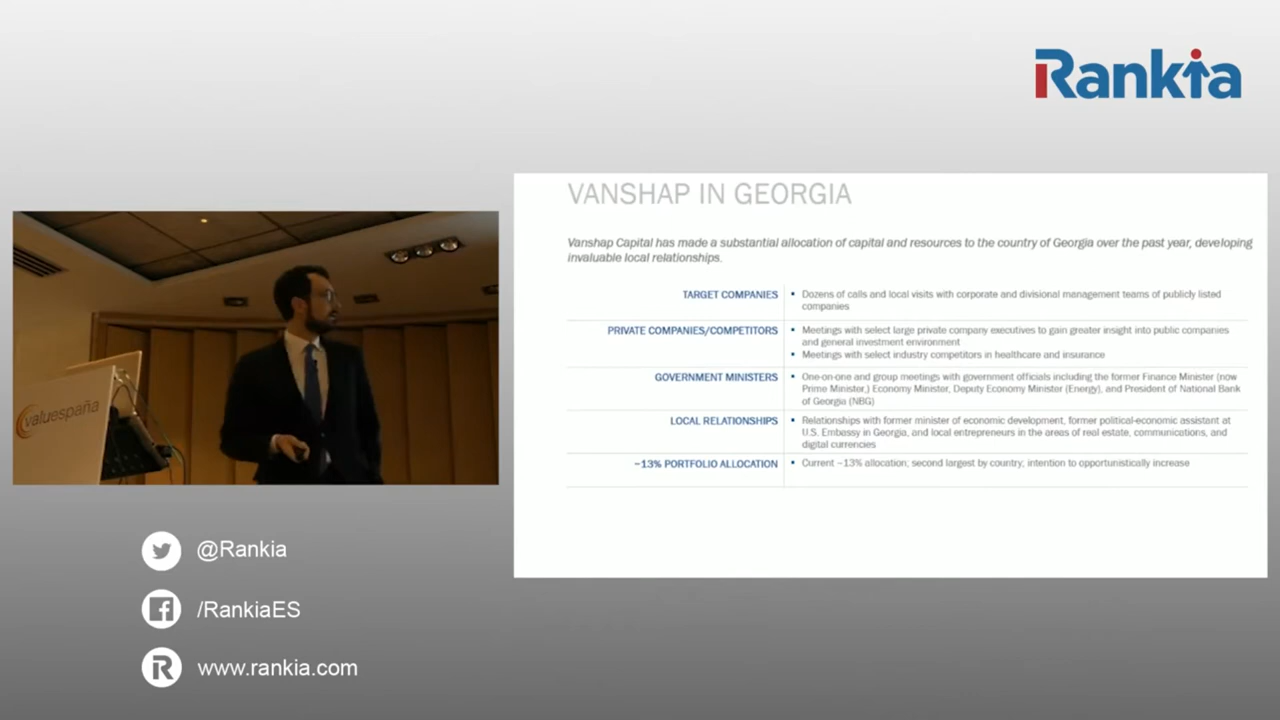 Rankia
VANSHAP IN GEORGIA
Vanshap Capital has made a substantial allocation of capital and resources to the country of Georgia over the past year, developing
invaluable local relationships.
TARGET COMPANIES
▪ Dozens of calls and local visits with corporate and divisional management teams of publicly listed
companies
PRIVATE COMPANIES/COMPETITORS
▪ Meetings with select large private company executives to gain greater insight into public companies
and general investment environment
▪ Meetings with select industry competitors in healthcare and insurance
GOVERNMENT MINISTERS
▪ One-on-one and group meetings with government officials including the former Finance Minister (now
Prime Minister,) Economy Minister, Deputy Economy Minister (Energy), and President of National Bank
of Georgia (NBG)
LOCAL RELATIONSHIPS
▪ Relationships with former minister of economic development, former political-economic assistant at
U.S. Embassy in Georgia, and local entrepreneurs in the areas of real estate, communications, and
digital currencies
~13% PORTFOLIO ALLOCATION
▪ Current ~13% allocation; second largest by country; intention to opportunistically increase
valuespaña
@Rankia
/RankiaES
www.rankia.com